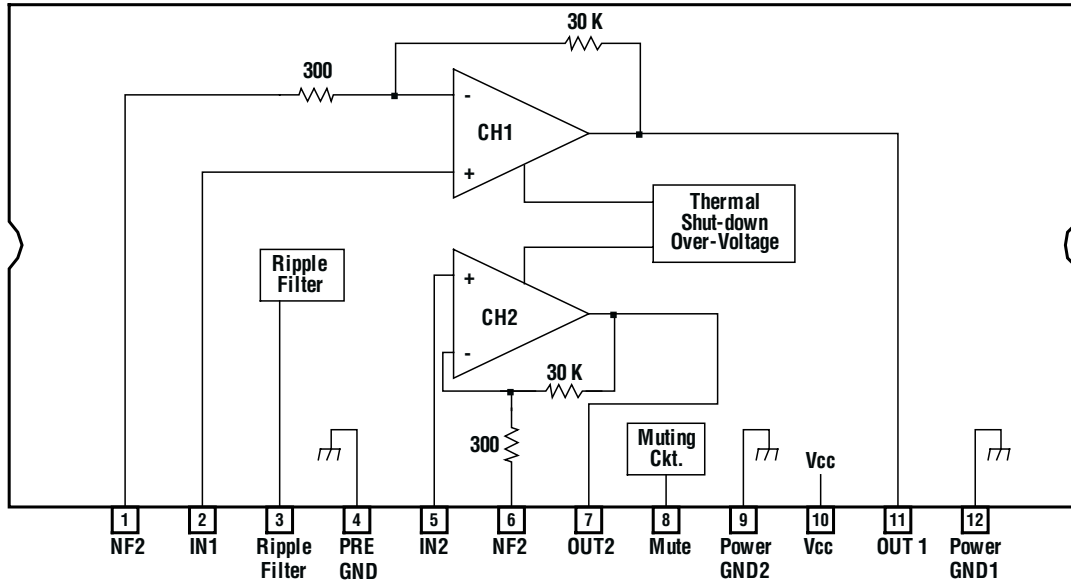 30 K
300
-
CH1
+
Thermal
Shut-down
Over-Voltage
Ripple
Filter
+
CH2
-
30 K
300
Muting
Ckt.
Vcc
1
2
3
4
5
6
7
8
9
10
11
12
NF2
IN1
Ripple
Filter
PRE
GND
IN2
NF2
OUT2
Mute
Power
GND2
Vcc
OUT 1
Power
GND1